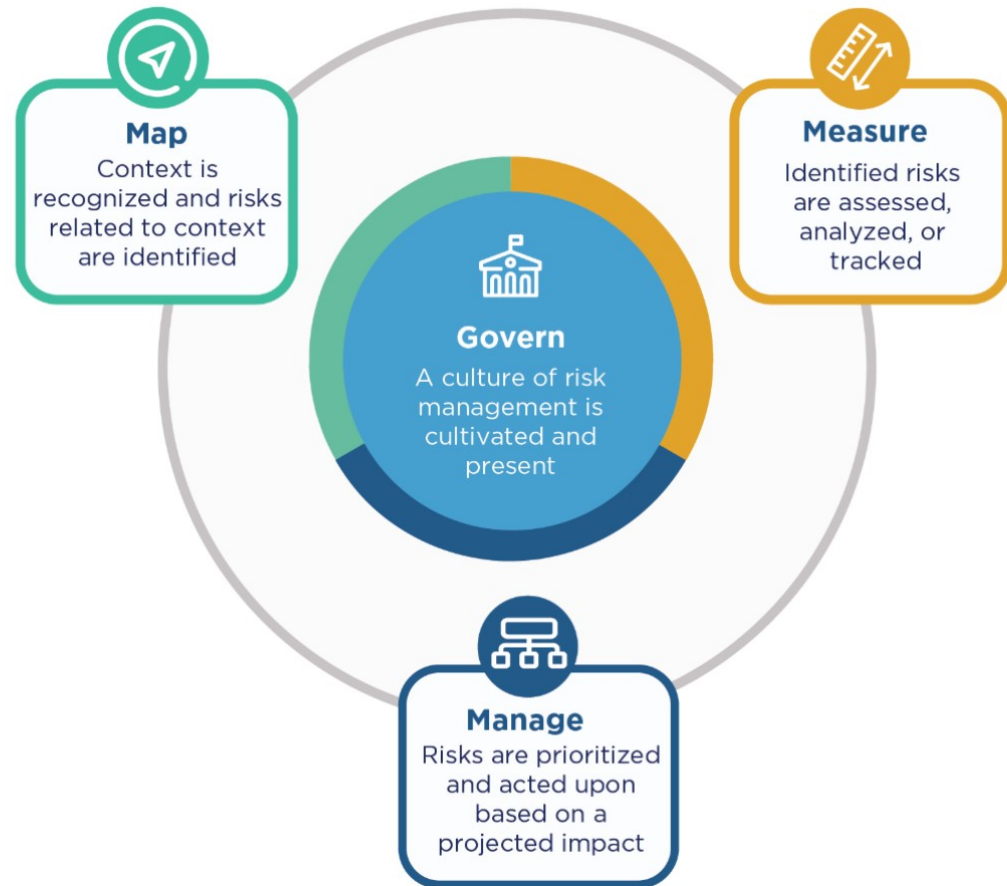 Map
Context is
recognized and risks
related to context
are identified
Measure
Identified risks
are assessed,
analyzed, or
tracked
Govern
A culture of risk
management is
cultivated and
present
Manage
Risks are prioritized
and acted upon
based on a
projected impact